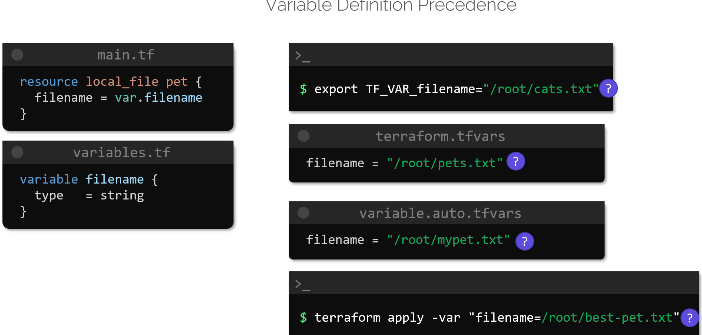 Variable Definition Precedence
main.tf
resource local_file pet {
  filename = var.filename
}
variables.tf
variable filename {
  type   = string
}
>_
$ export TF_VAR_filename="/root/cats.txt" ?
terraform.tfvars
filename = "/root/pets.txt" ?
variable.auto.tfvars
filename = "/root/mypet.txt" ?
>_
$ terraform apply -var "filename=/root/best-pet.txt" ?